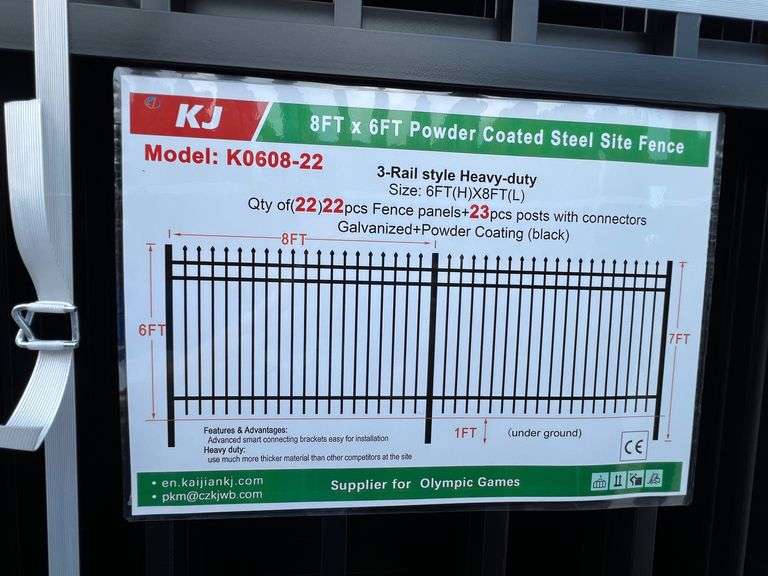 KJ
8FT x 6FT Powder Coated Steel Site Fence
Model: K0608-22
3-Rail style Heavy-duty
Size: 6FT(H)X8FT(L)
Qty of(22)22pcs Fence panels+23pcs posts with connectors
Galvanized+Powder Coating (black)
8FT
6FT
7FT
1FT
(under ground)
Features & Advantages:
Advanced smart connecting brackets easy for installation
Heavy duty:
use much more thicker material than other competitors at the site
CE
• en.kaijiankj.com
• pkm@czkjwb.com
Supplier for Olympic Games